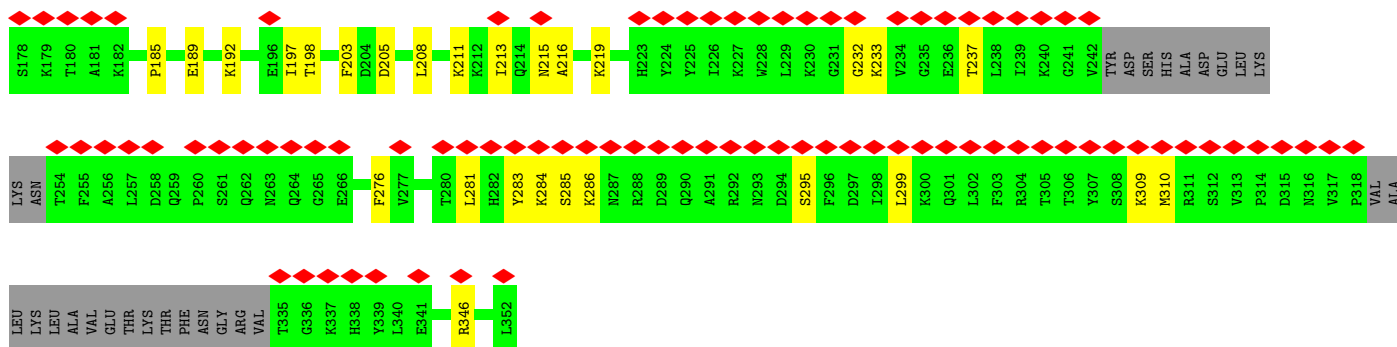 S178 K179 T180 A181 K182 P185 E189 K192 E196 I197 T198 F203 D204 D205 L208 K211 K212 I213 Q214 N215 A216 K219 H223 Y224 Y225 I226 K227 W228 L229 K230 G231 G232 K233 V234 G235 E236 T237 L238 I239 K240 G241 V242 TYR ASP SER HIS ALA ASP GLU LEU LYS
LYS ASN T254 F255 A256 L257 D258 Q259 P260 S261 Q262 N263 Q264 G265 E266 F276 V277 T280 L281 H282 Y283 K284 S285 K286 N287 R288 D289 Q290 A291 R292 N293 D294 S295 F296 D297 I298 L299 K300 Q301 L302 F303 R304 T305 T306 Y307 S308 K309 M310 R311 S312 V313 P314 D315 N316 V317 P318 VAL ALA
LEU LYS LEU ALA VAL GLU THR LYS THR PHE ASN GLY ARG VAL T335 G336 K337 H338 Y339 L340 E341 R346 L352